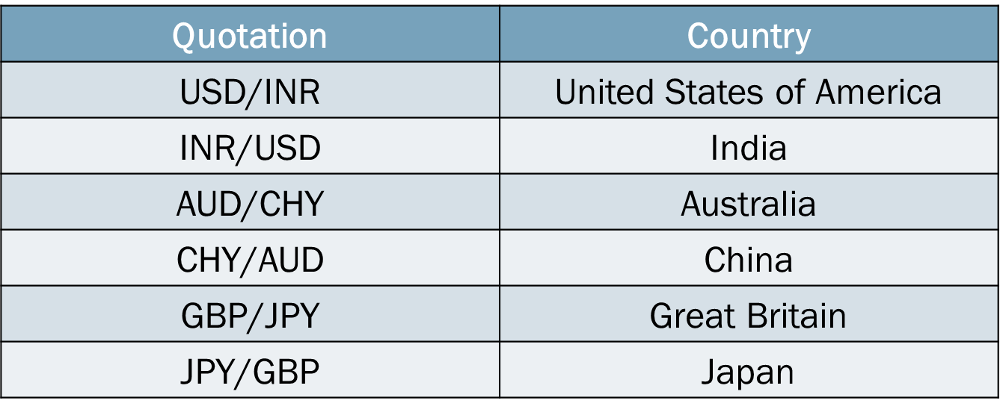 Quotation Country
USD/INR United States of America
INR/USD India
AUD/CHY Australia
CHY/AUD China
GBP/JPY Great Britain
JPY/GBP Japan